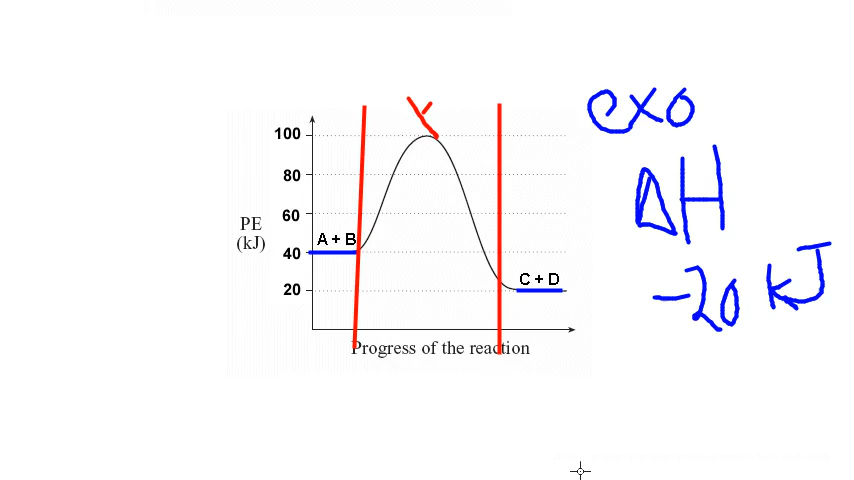 exo
ΔH
-20 kJ
100
80
60
40
20
PE
(kJ)
A + B
C + D
Progress of the reaction